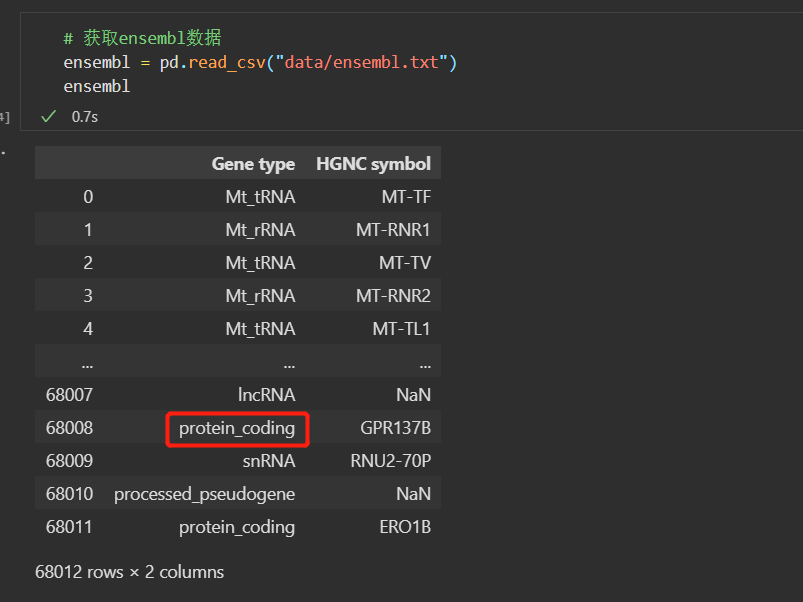 # 获取ensembl数据
ensembl = pd.read_csv("data/ensembl.txt")
ensembl
4]
0.7s
Gene type HGNC symbol
0 Mt_tRNA MT-TF
1 Mt_rRNA MT-RNR1
2 Mt_tRNA MT-TV
3 Mt_rRNA MT-RNR2
4 Mt_tRNA MT-TL1
... ... ...
68007 lncRNA NaN
68008 protein_coding GPR137B
68009 snRNA RNU2-70P
68010 processed_pseudogene NaN
68011 protein_coding ERO1B
68012 rows × 2 columns